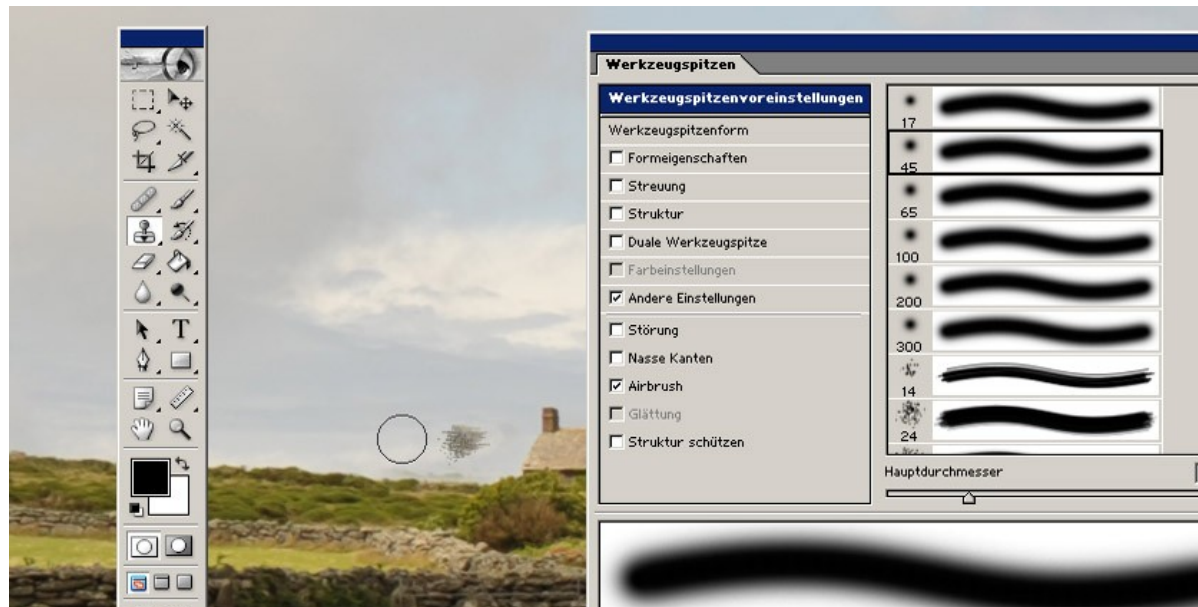 Werkzeugspitzen
Werkzeugspitzenvoreinstellungen
Werkzeugspitzenform
Formeigenschaften
Streuung
Struktur
Duale Werkzeugspitze
Farbeinstellungen
Andere Einstellungen
Störung
Nasse Kanten
Airbrush
Glättung
Struktur schützen
17
45
65
100
200
300
14
24
Hauptdurchmesser
T